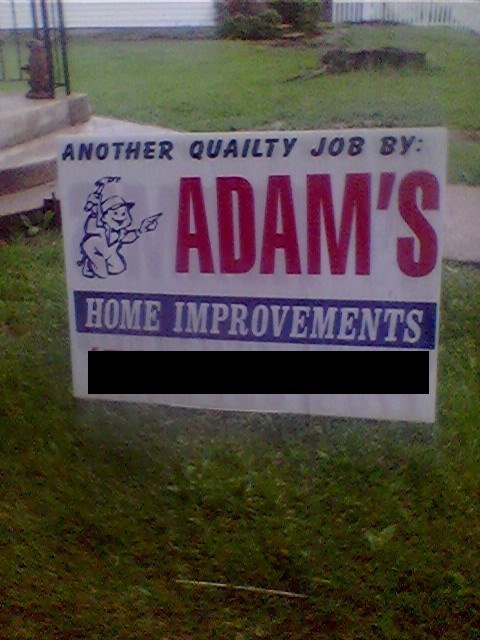 ANOTHER QUAILTY JOB BY:
ADAM'S
HOME IMPROVEMENTS